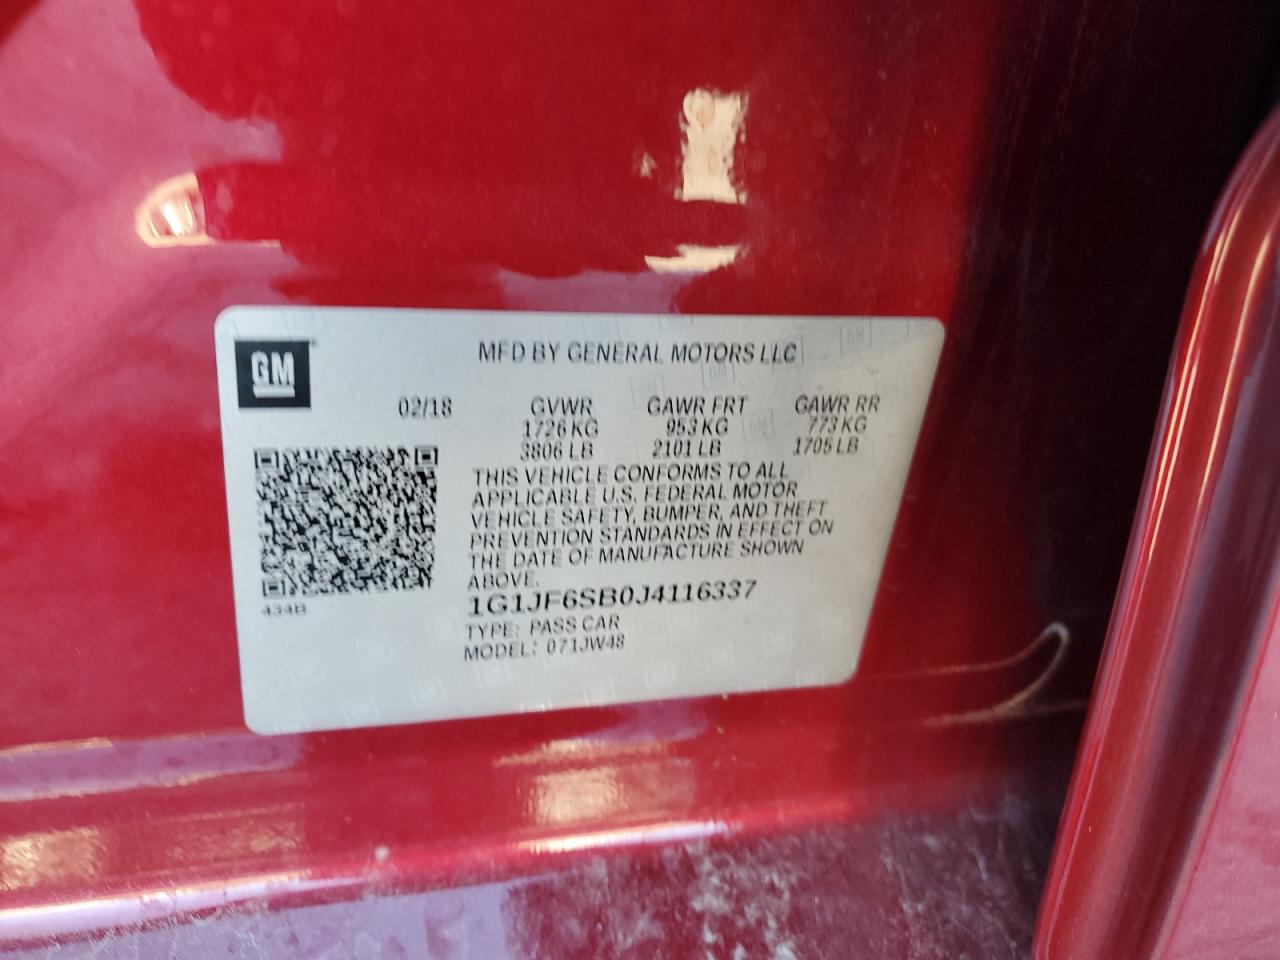 GM
MFD BY GENERAL MOTORS LLC
02/18 GVWR GAWR FRT GAWR RR
1726 KG 953 KG 773 KG
3806 LB 2101 LB 1705 LB
THIS VEHICLE CONFORMS TO ALL
APPLICABLE U.S. FEDERAL MOTOR
VEHICLE SAFETY, BUMPER, AND THEFT
PREVENTION STANDARDS IN EFFECT ON
THE DATE OF MANUFACTURE SHOWN
ABOVE.
434B
1G1JF6SB0J4116337
TYPE: PASS CAR
MODEL: 071JW48